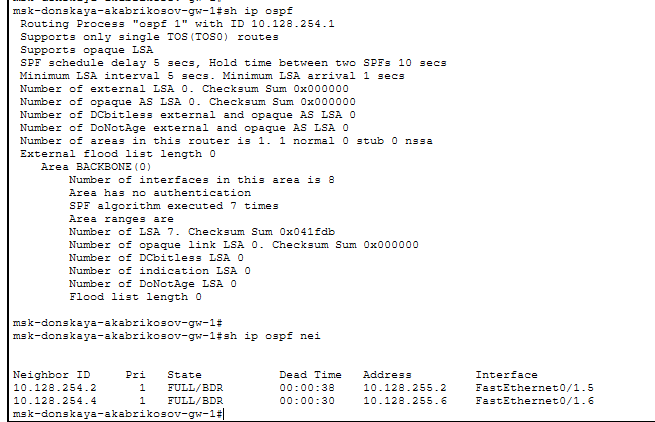 msk-donskaya-akabrikosov-gw-1#sh ip ospf
Routing Process "ospf 1" with ID 10.128.254.1
Supports only single TOS(TOS0) routes
Supports opaque LSA
SPF schedule delay 5 secs, Hold time between two SPFs 10 secs
Minimum LSA interval 5 secs. Minimum LSA arrival 1 secs
Number of external LSA 0. Checksum Sum 0x000000
Number of opaque AS LSA 0. Checksum Sum 0x000000
Number of DCbitless external and opaque AS LSA 0
Number of DoNotAge external and opaque AS LSA 0
Number of areas in this router is 1. 1 normal 0 stub 0 nssa
External flood list length 0
Area BACKBONE(0)
Number of interfaces in this area is 8
Area has no authentication
SPF algorithm executed 7 times
Area ranges are
Number of LSA 7. Checksum Sum 0x041fdb
Number of opaque link LSA 0. Checksum Sum 0x000000
Number of DCbitless LSA 0
Number of indication LSA 0
Number of DoNotAge LSA 0
Flood list length 0
msk-donskaya-akabrikosov-gw-1#
msk-donskaya-akabrikosov-gw-1#sh ip ospf nei
Neighbor ID Pri State Dead Time Address Interface
10.128.254.2 1 FULL/BDR 00:00:38 10.128.255.2 FastEthernet0/1.5
10.128.254.4 1 FULL/BDR 00:00:30 10.128.255.6 FastEthernet0/1.6
msk-donskaya-akabrikosov-gw-1#